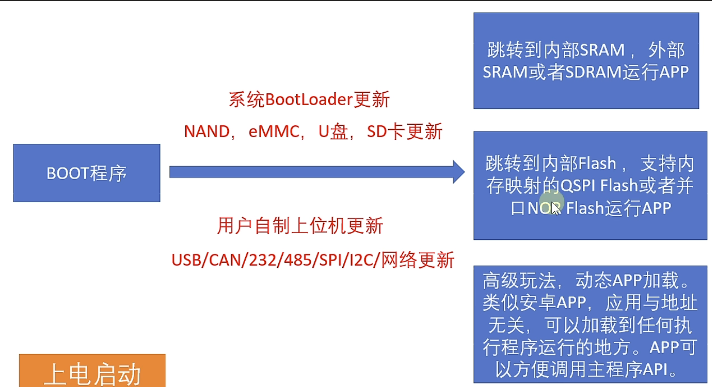 跳转到内部SRAM ，外部
SRAM或者SDRAM运行APP
系统BootLoader更新
NAND，eMMC，U盘，SD卡更新
BOOT程序
跳转到内部Flash ，支持内
存映射的QSPI Flash或者并
口NOR Flash运行APP
用户自制上位机更新
USB/CAN/232/485/SPI/I2C/网络更新
高级玩法，动态APP加载。
类似安卓APP，应用与地址
无关，可以加载到任何执
行程序运行的地方。APP可
以方便调用主程序API。
上电启动